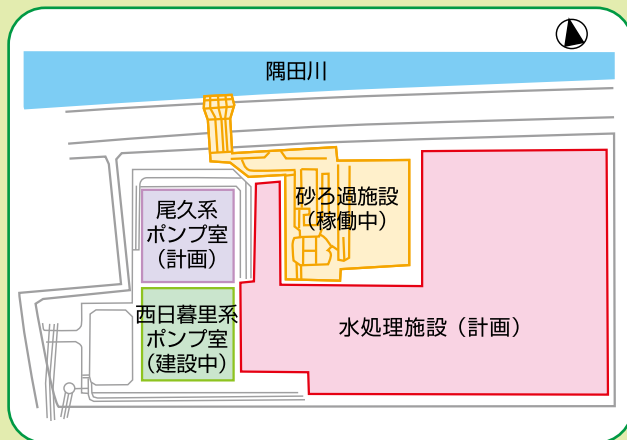 隅田川
砂ろ過施設
（稼働中）
尾久系
ポンプ室
（計画）
西日暮里系
ポンプ室
（建設中）
水処理施設（計画）